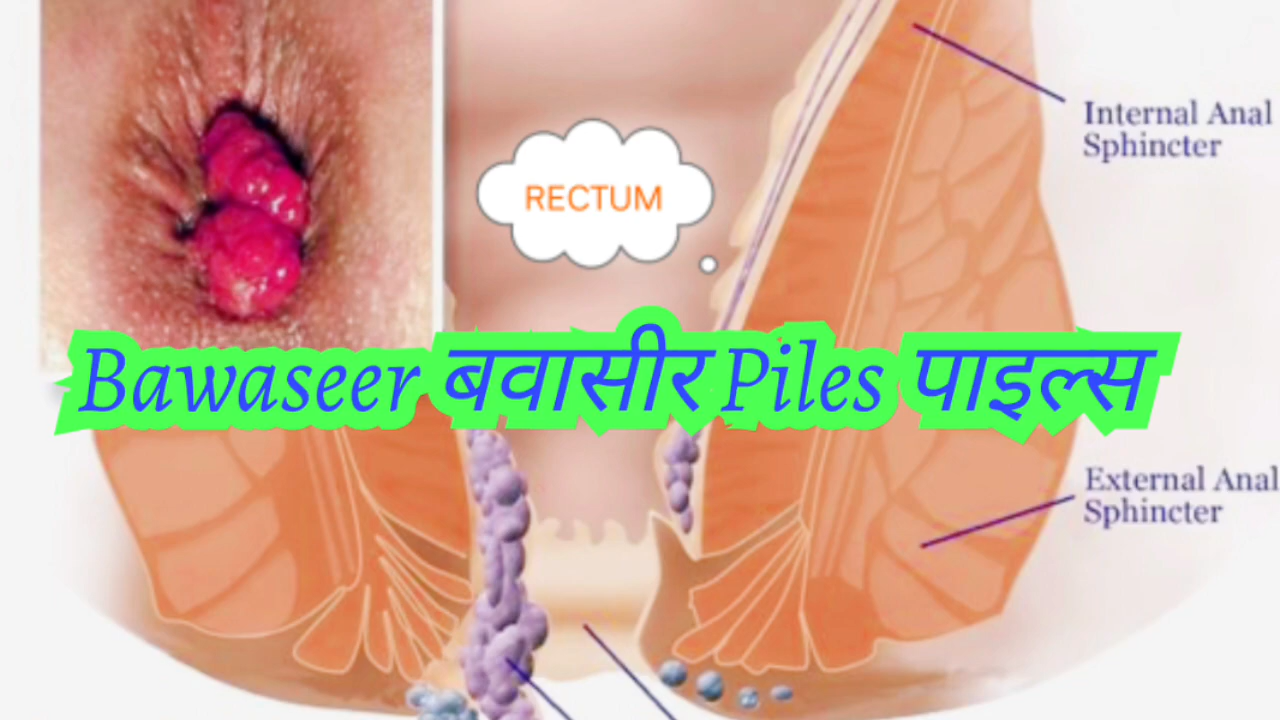 Internal Anal
Sphincter
RECTUM
Bawaseer बवासीर Piles पाइल्स
External Anal
Sphincter